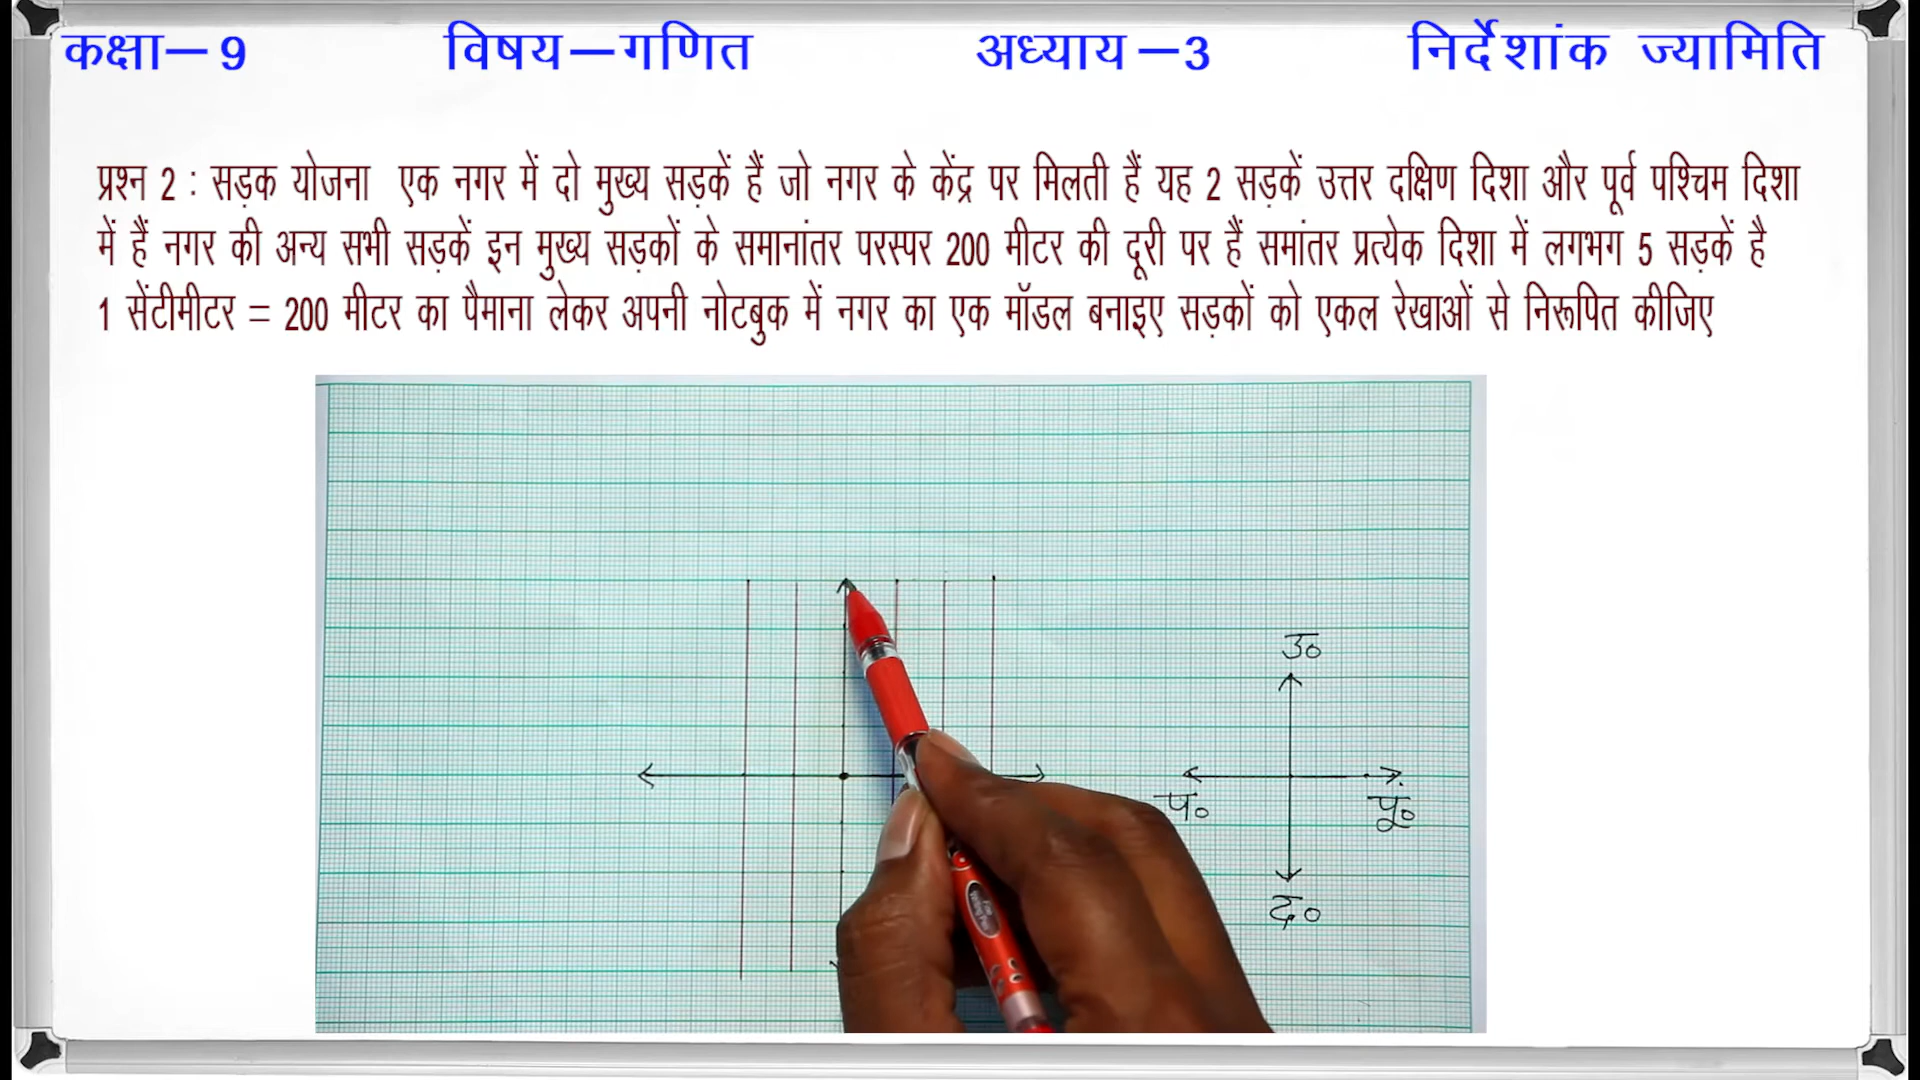 कक्षा—9 विषय—गणित अध्याय—3 निर्देशांक ज्यामिति
प्रश्न 2 : सड़क योजना एक नगर में दो मुख्य सड़कें हैं जो नगर के केंद्र पर मिलती हैं यह 2 सड़कें उत्तर दक्षिण दिशा और पूर्व पश्चिम दिशा
में हैं नगर की अन्य सभी सड़कें इन मुख्य सड़कों के समानांतर परस्पर 200 मीटर की दूरी पर हैं समांतर प्रत्येक दिशा में लगभग 5 सड़कें है
1 सेंटीमीटर = 200 मीटर का पैमाना लेकर अपनी नोटबुक में नगर का एक मॉडल बनाइए सड़कों को एकल रेखाओं से निरूपित कीजिए
उ०
प० पू०
द०